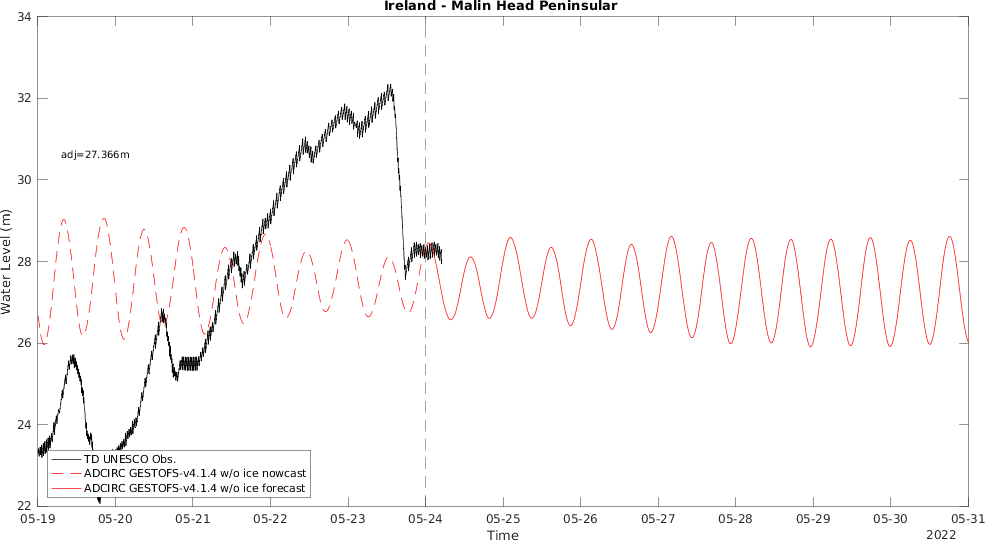 Ireland - Malin Head Peninsular
34
32
30
28
26
24
22
Water Level (m)
adj=27.366m
TD UNESCO Obs.
ADCIRC GESTOFS-v4.1.4 w/o ice nowcast
ADCIRC GESTOFS-v4.1.4 w/o ice forecast
05-19 05-20 05-21 05-22 05-23 05-24 05-25 05-26 05-27 05-28 05-29 05-30 05-31
Time
2022